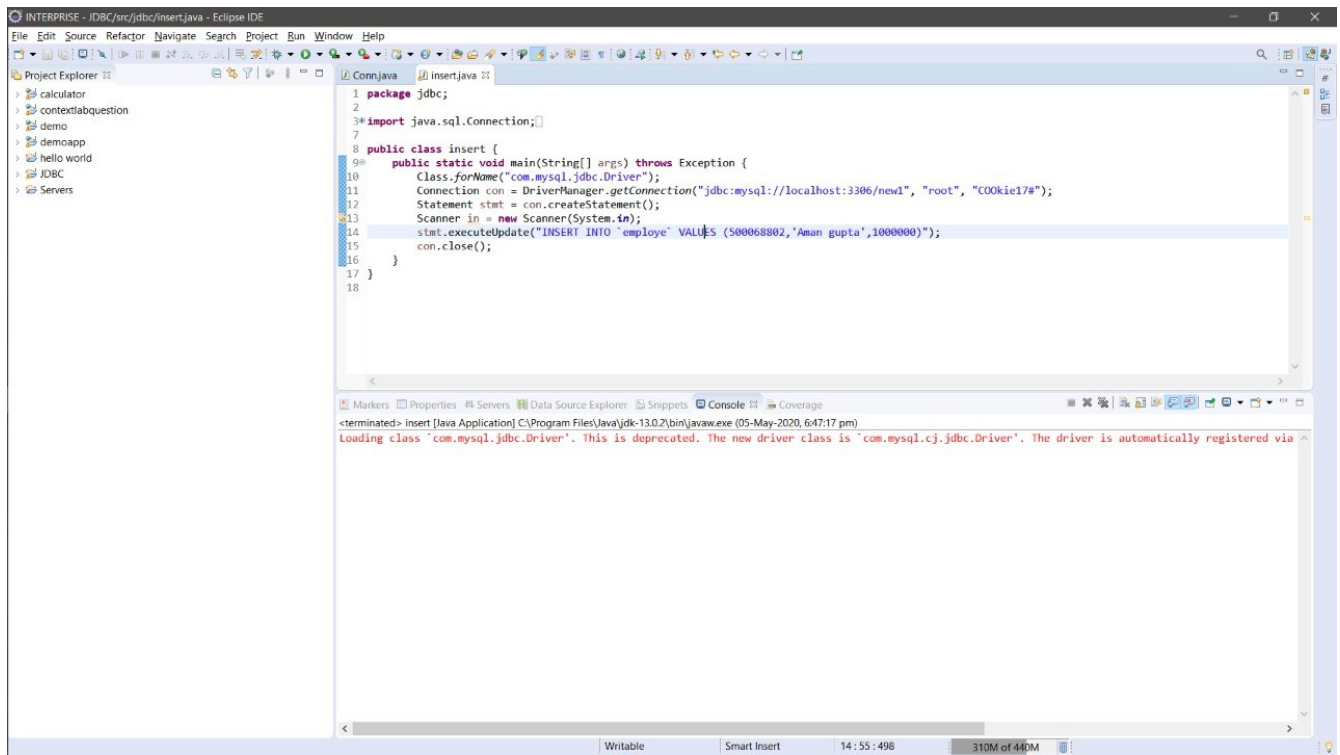 INTERPRISE - JDBC/src/jdbc/insert.java - Eclipse IDE
File Edit Source Refactor Navigate Search Project Run Window Help
Project Explorer
calculator
contextlabquestion
demo
demoapp
hello world
JDBC
Servers
Conn.java insert.java
1 package jdbc;
2
3 import java.sql.Connection;
7
8 public class insert {
9 public static void main(String[] args) throws Exception {
10 Class.forName("com.mysql.jdbc.Driver");
11 Connection con = DriverManager.getConnection("jdbc:mysql://localhost:3306/new1", "root", "COOkie17#");
12 Statement stmt = con.createStatement();
13 Scanner in = new Scanner(System.in);
14 stmt.executeUpdate("INSERT INTO `employe` VALUES (500068802,'Aman gupta',1000000)");
15 con.close();
16 }
17 }
18
Markers Properties Servers Data Source Explorer Snippets Console Coverage
<terminated> insert [Java Application] C:\Program Files\Java\jdk-13.0.2\bin\javaw.exe (05-May-2020, 6:47:17 pm)
Loading class `com.mysql.jdbc.Driver'. This is deprecated. The new driver class is `com.mysql.cj.jdbc.Driver'. The driver is automatically registered via
Writable Smart Insert 14 : 55 : 498 310M of 440M